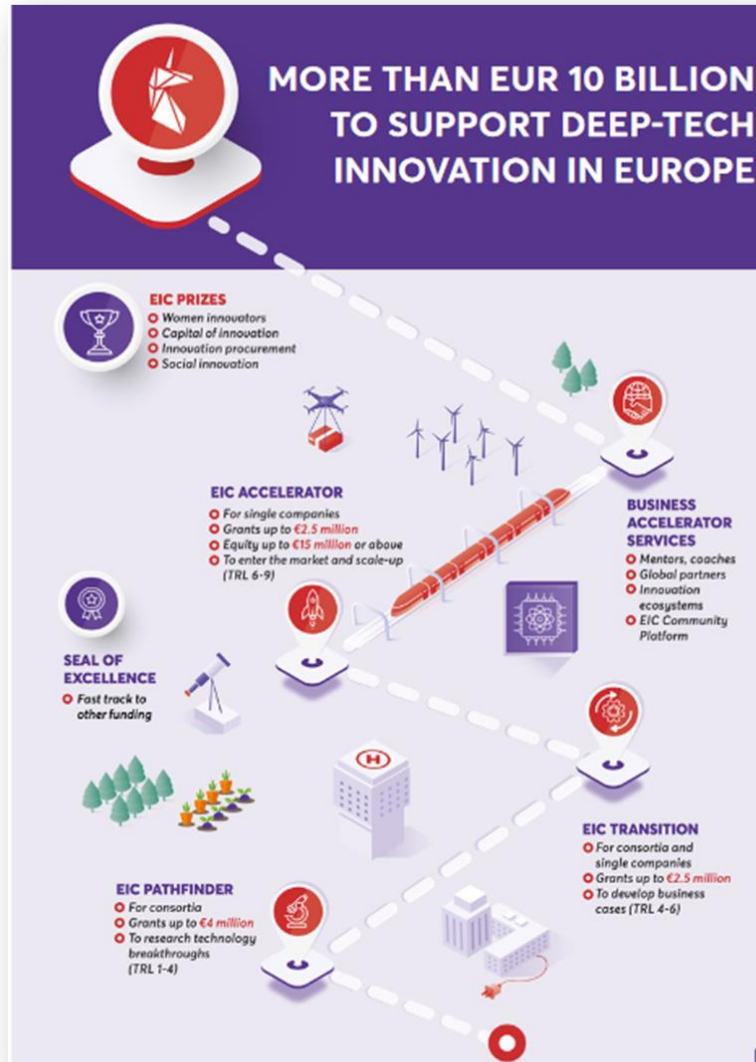 MORE THAN EUR 10 BILLION
TO SUPPORT DEEP-TECH
INNOVATION IN EUROPE
EIC PRIZES
Women innovators
Capital of innovation
Innovation procurement
Social innovation
EIC ACCELERATOR
For single companies
Grants up to €2.5 million
Equity up to €15 million or above
To enter the market and scale-up
(TRL 6-9)
BUSINESS
ACCELERATOR
SERVICES
Mentors, coaches
Global partners
Innovation
ecosystems
EIC Community
Platform
SEAL OF
EXCELLENCE
Fast track to
other funding
H
EIC TRANSITION
For consortia and
single companies
Grants up to €2.5 million
To develop business
cases (TRL 4-6)
EIC PATHFINDER
For consortia
Grants up to €4 million
To research technology
breakthroughs
(TRL 1-4)